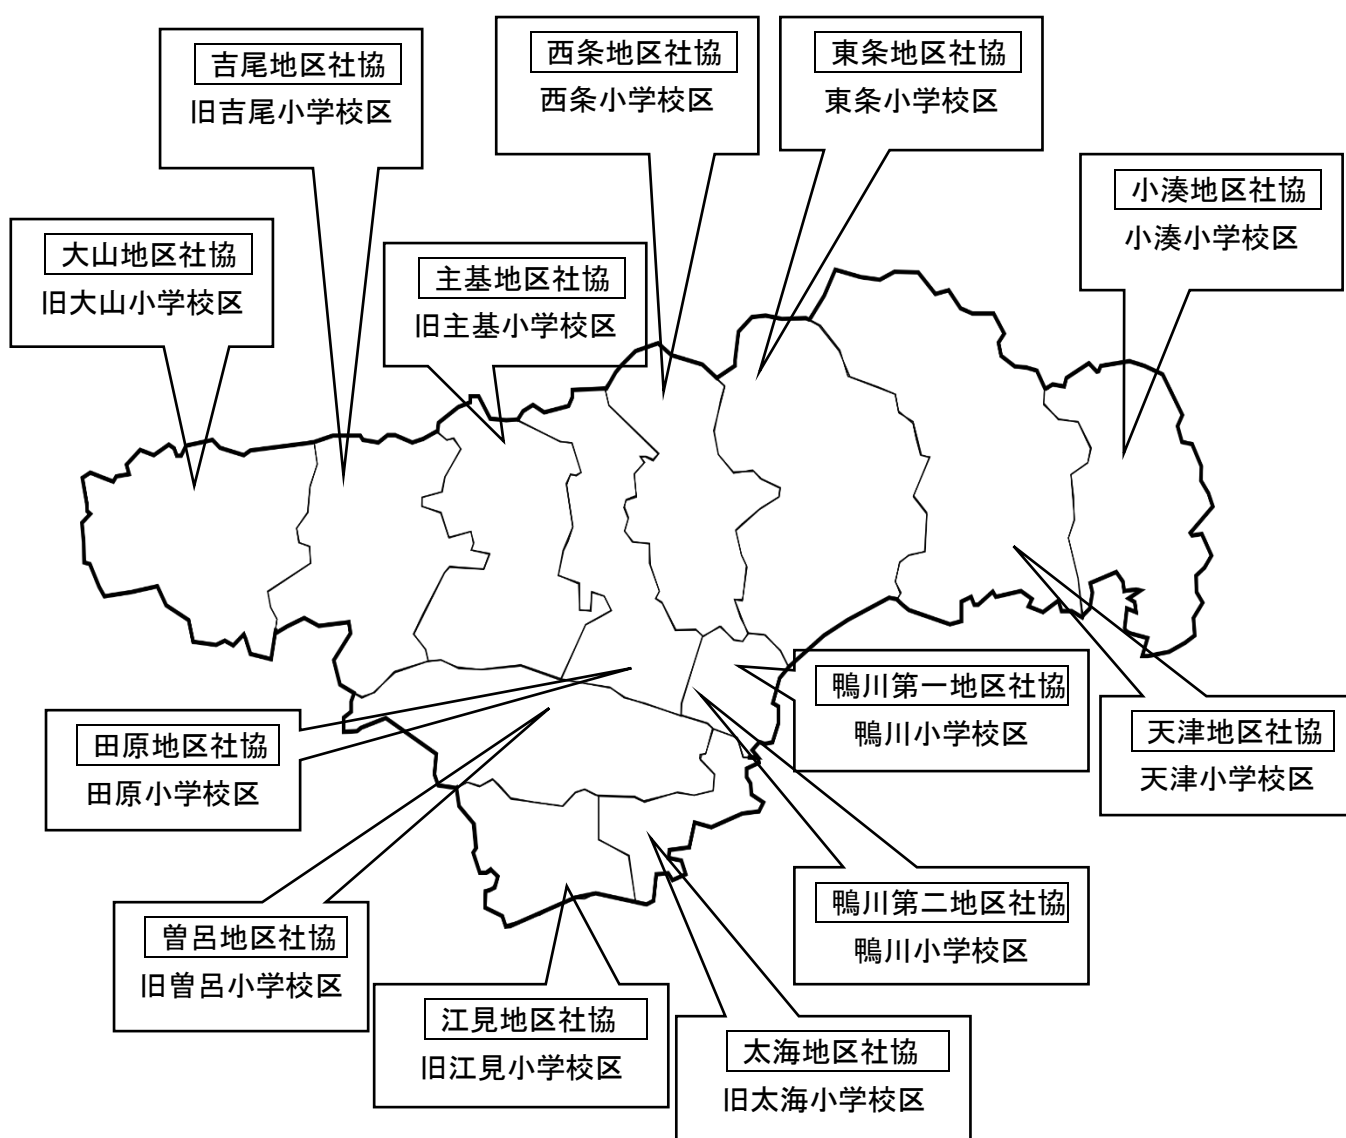 吉尾地区社協
旧吉尾小学校区
西条地区社協
西条小学校区
東条地区社協
東条小学校区
小湊地区社協
小湊小学校区
大山地区社協
旧大山小学校区
主基地区社協
旧主基小学校区
鴨川第一地区社協
鴨川小学校区
天津地区社協
天津小学校区
田原地区社協
田原小学校区
鴨川第二地区社協
鴨川小学校区
曽呂地区社協
旧曽呂小学校区
江見地区社協
旧江見小学校区
太海地区社協
旧太海小学校区